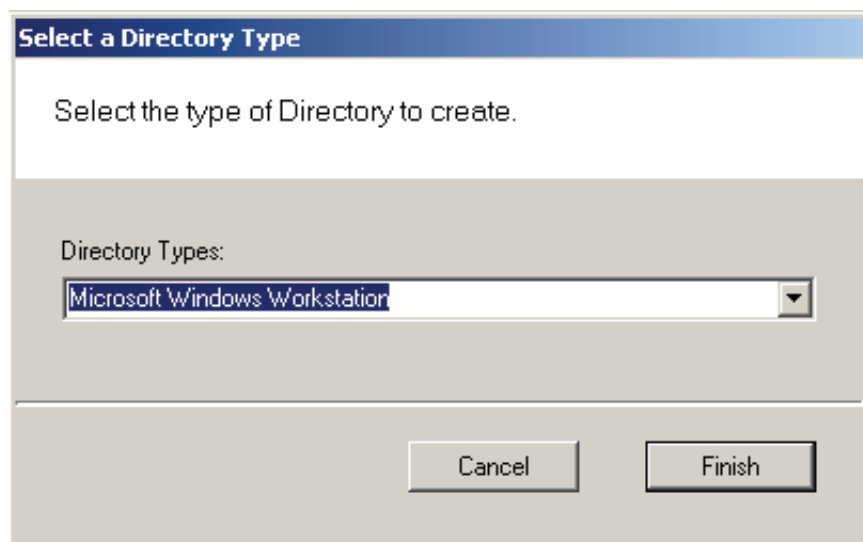 Select a Directory Type
Select the type of Directory to create.
Directory Types:
Microsoft Windows Workstation
Cancel Finish